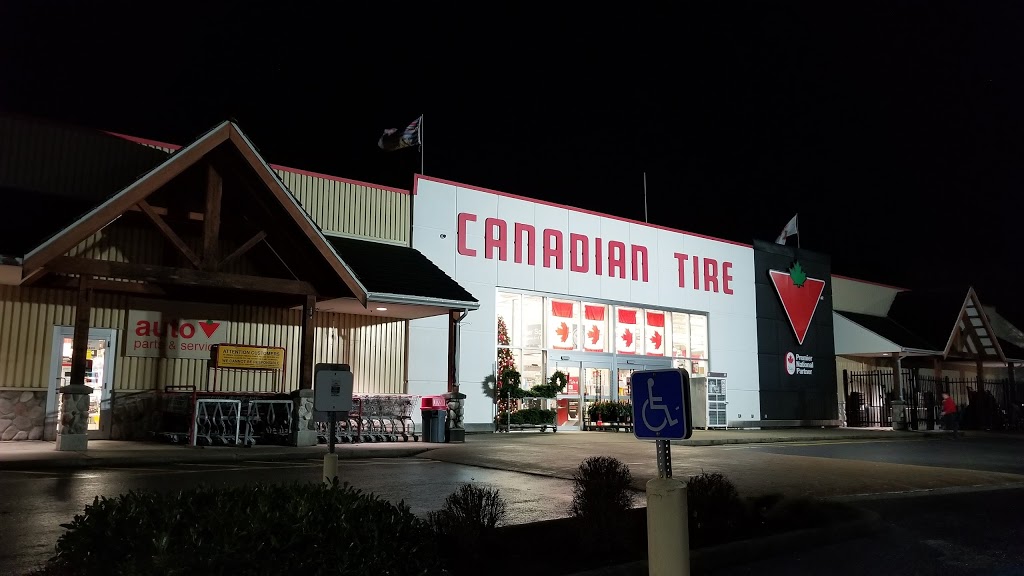 CANADIAN TIRE
auto
parts & service
ATTENTION CUSTOMERS
Premier
National
Partner